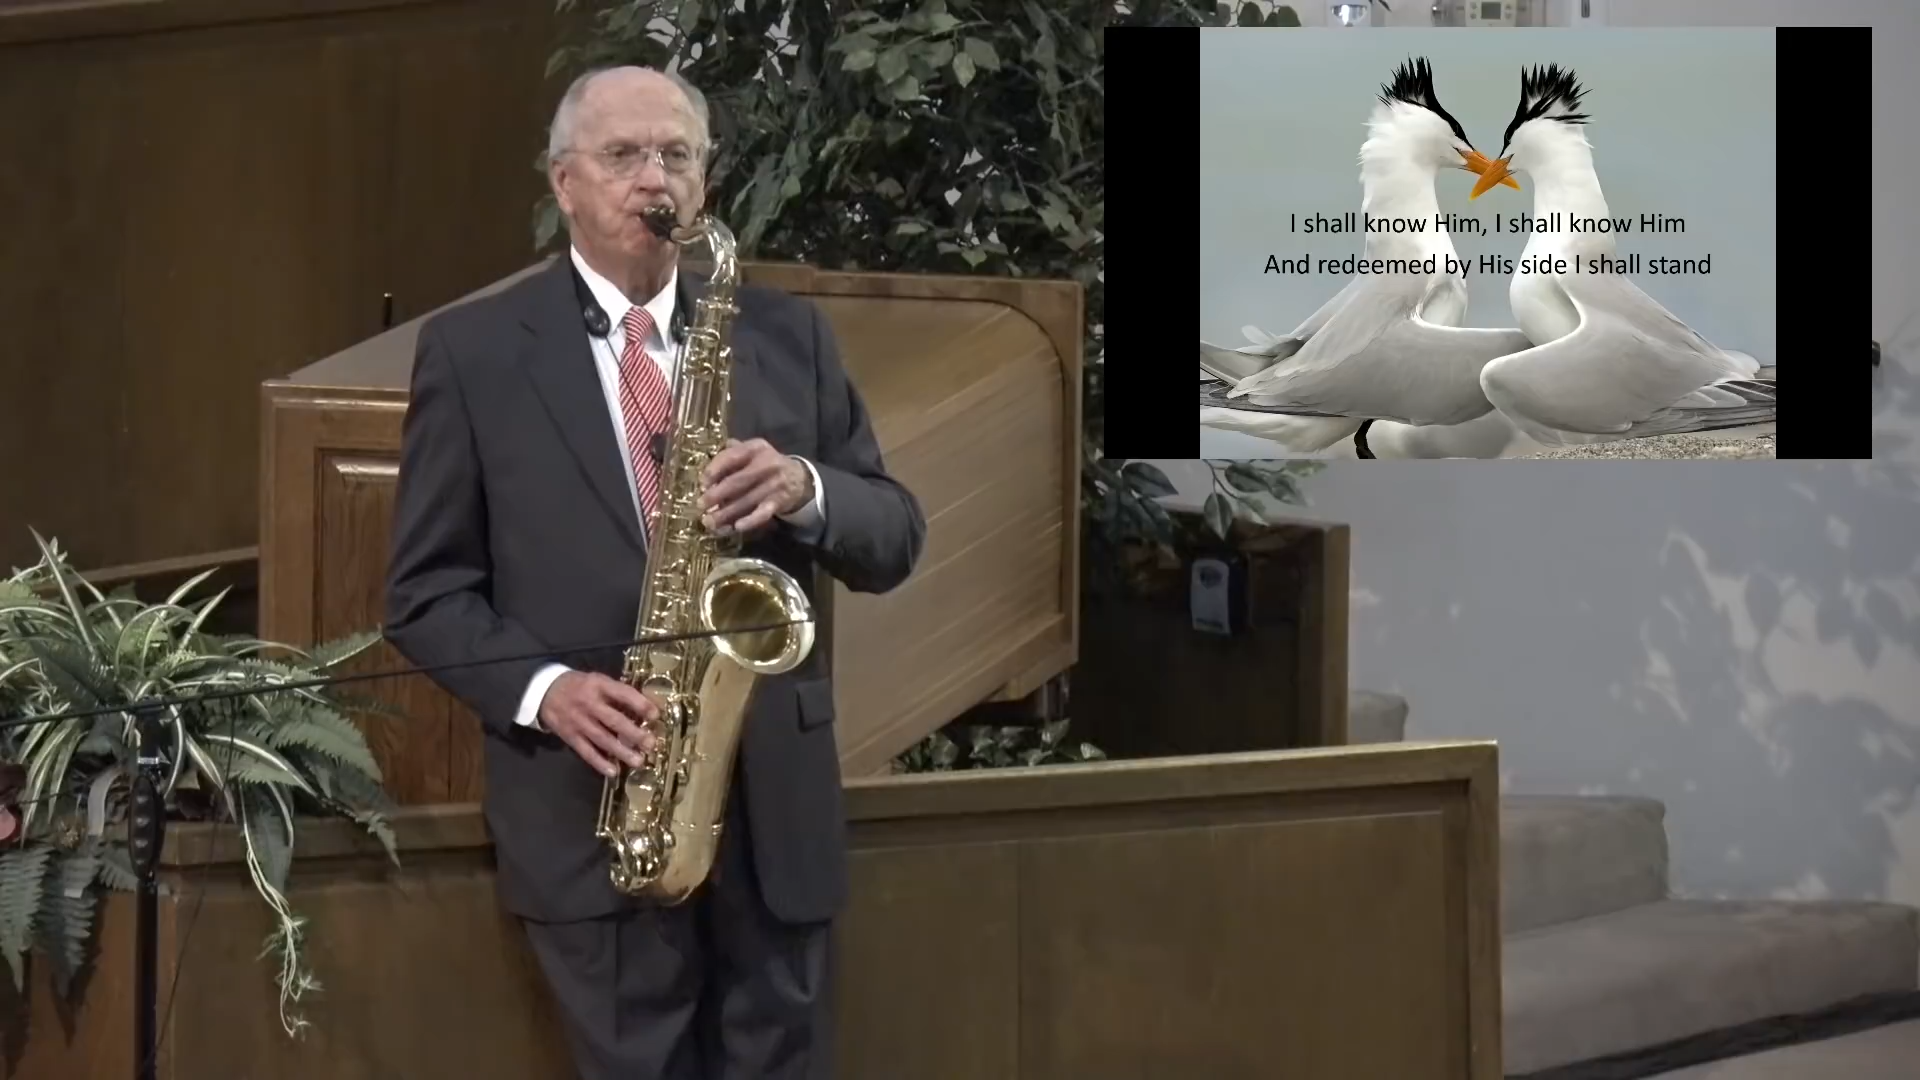 I shall know Him, I shall know Him
And redeemed by His side I shall stand